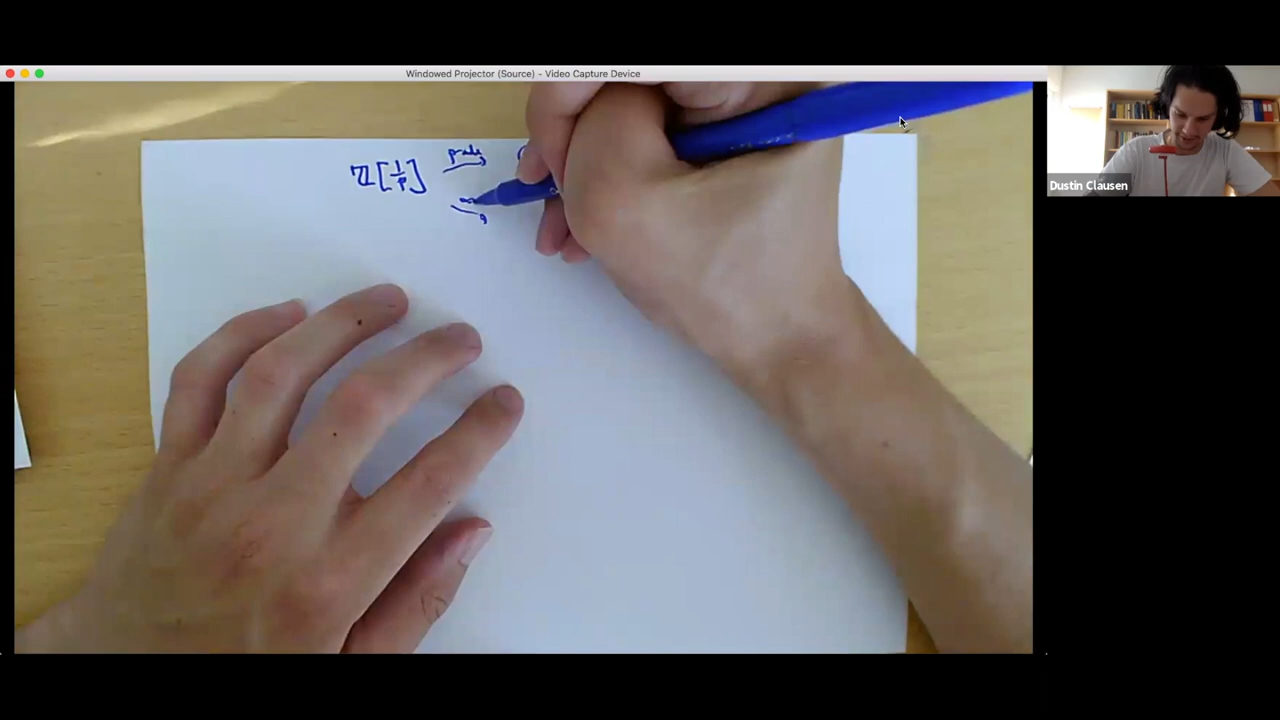 Windowed Projector (Source) - Video Capture Device
ℤ[1/p]
Dustin Clausen